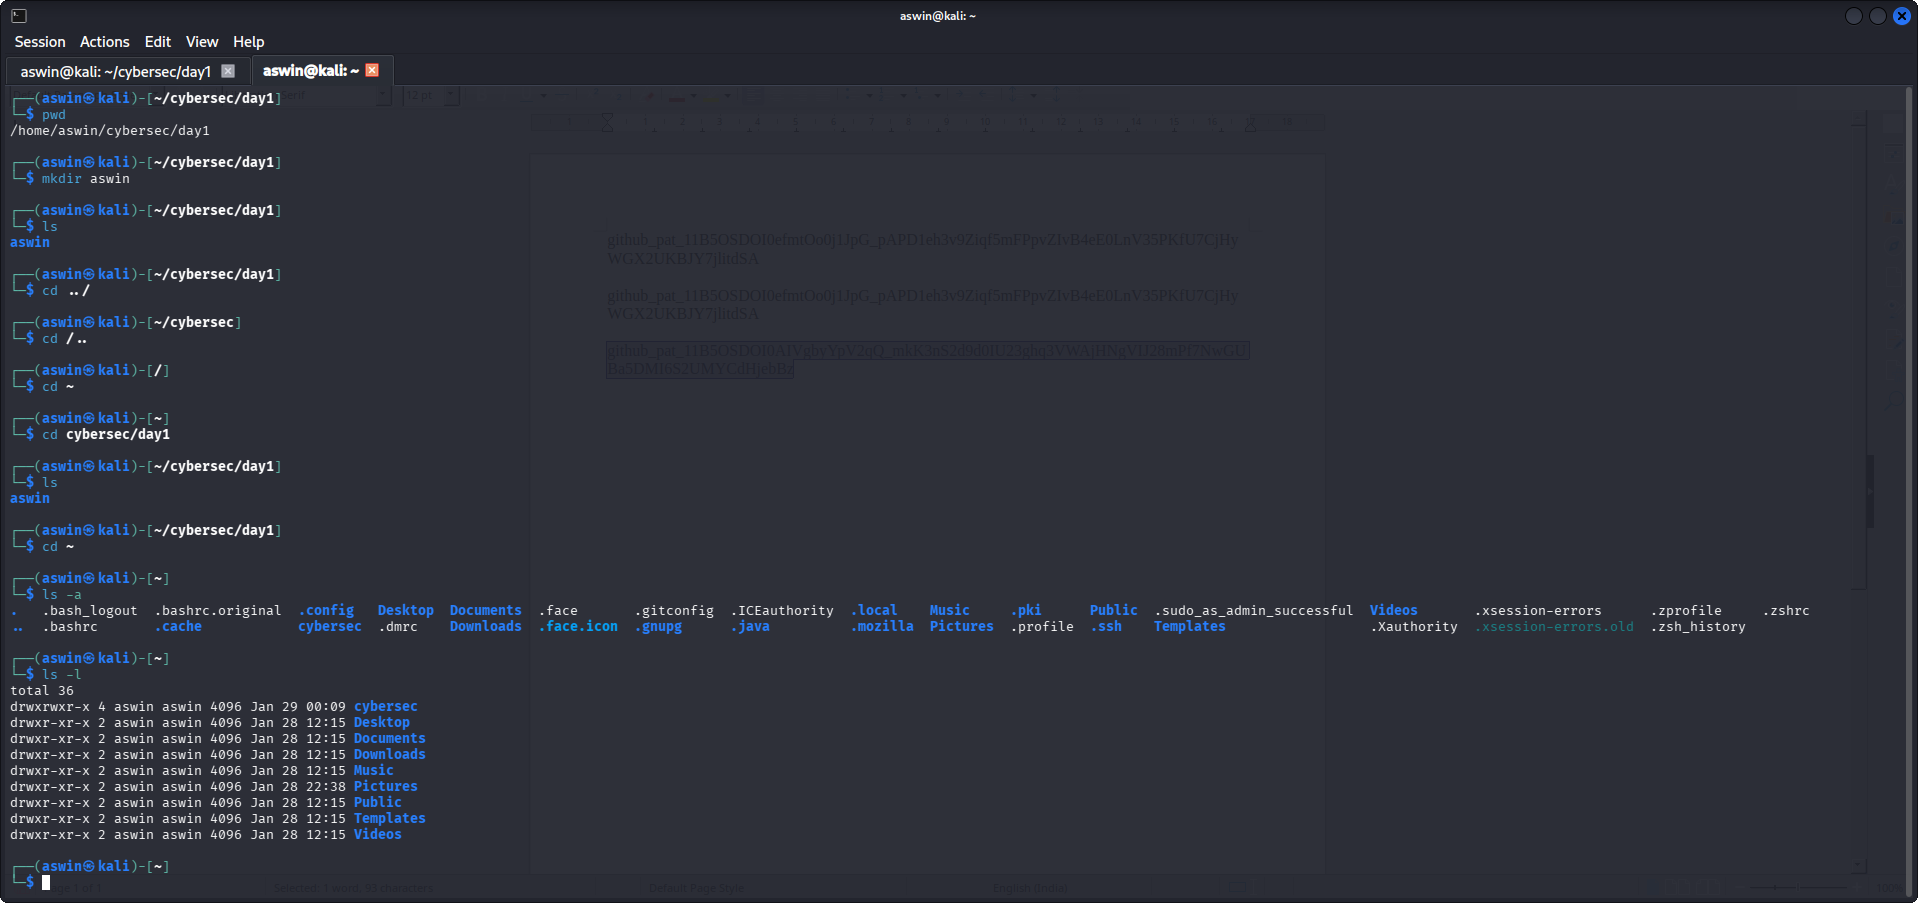 aswin@kali: ~
Session Actions Edit View Help
aswin@kali: ~/cybersec/day1
aswin@kali: ~
┌──(aswin㉿kali)-[~/cybersec/day1]
└─$ pwd
/home/aswin/cybersec/day1
┌──(aswin㉿kali)-[~/cybersec/day1]
└─$ mkdir aswin
┌──(aswin㉿kali)-[~/cybersec/day1]
└─$ ls
aswin
┌──(aswin㉿kali)-[~/cybersec/day1]
└─$ cd ../
┌──(aswin㉿kali)-[~/cybersec]
└─$ cd /..
┌──(aswin㉿kali)-[/]
└─$ cd ~
┌──(aswin㉿kali)-[~]
└─$ cd cybersec/day1
┌──(aswin㉿kali)-[~/cybersec/day1]
└─$ ls
aswin
┌──(aswin㉿kali)-[~/cybersec/day1]
└─$ cd ~
┌──(aswin㉿kali)-[~]
└─$ ls -a
. .bash_logout .bashrc.original .config Desktop Documents .face .gitconfig .ICEauthority .local Music .pki Public .sudo_as_admin_successful Videos .xsession-errors .zprofile .zshrc
.. .bashrc .cache cybersec .dmrc Downloads .face.icon .gnupg .java .mozilla Pictures .profile .ssh Templates .Xauthority .xsession-errors.old .zsh_history
┌──(aswin㉿kali)-[~]
└─$ ls -l
total 36
drwxrwxr-x 4 aswin aswin 4096 Jan 29 00:09 cybersec
drwxr-xr-x 2 aswin aswin 4096 Jan 28 12:15 Desktop
drwxr-xr-x 2 aswin aswin 4096 Jan 28 12:15 Documents
drwxr-xr-x 2 aswin aswin 4096 Jan 28 12:15 Downloads
drwxr-xr-x 2 aswin aswin 4096 Jan 28 12:15 Music
drwxr-xr-x 2 aswin aswin 4096 Jan 28 22:38 Pictures
drwxr-xr-x 2 aswin aswin 4096 Jan 28 12:15 Public
drwxr-xr-x 2 aswin aswin 4096 Jan 28 12:15 Templates
drwxr-xr-x 2 aswin aswin 4096 Jan 28 12:15 Videos
┌──(aswin㉿kali)-[~]
└─$
Default Page Style
English (India)